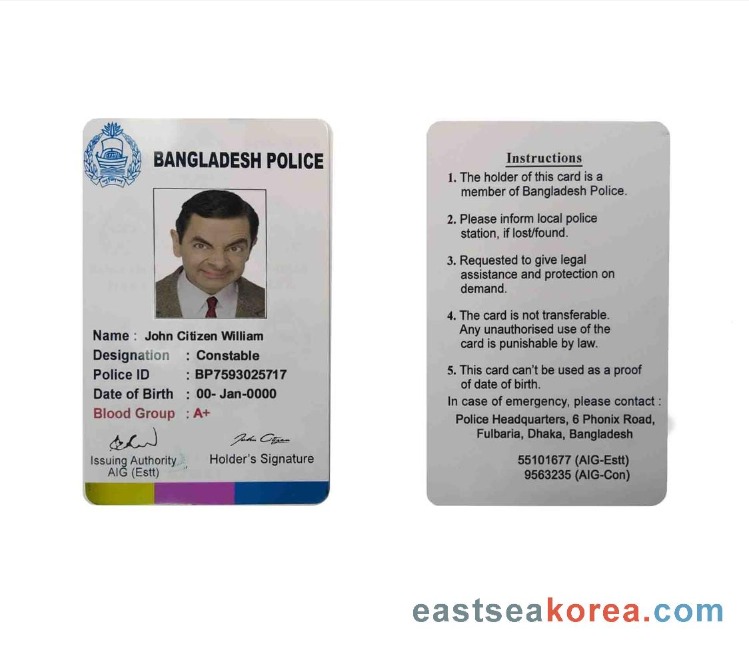 BANGLADESH POLICE
Name : John Citizen William
Designation : Constable
Police ID : BP7593025717
Date of Birth : 00- Jan-0000
Blood Group : A+
Issuing Authority
AIG (Estt)
Holder's Signature
Instructions
1. The holder of this card is a
member of Bangladesh Police.
2. Please inform local police
station, if lost/found.
3. Requested to give legal
assistance and protection on
demand.
4. The card is not transferable.
Any unauthorised use of the
card is punishable by law.
5. This card can't be used as a proof
of date of birth.
In case of emergency, please contact :
Police Headquarters, 6 Phonix Road,
Fulbaria, Dhaka, Bangladesh
55101677 (AIG-Estt)
9563235 (AIG-Con)
eastseakorea.com